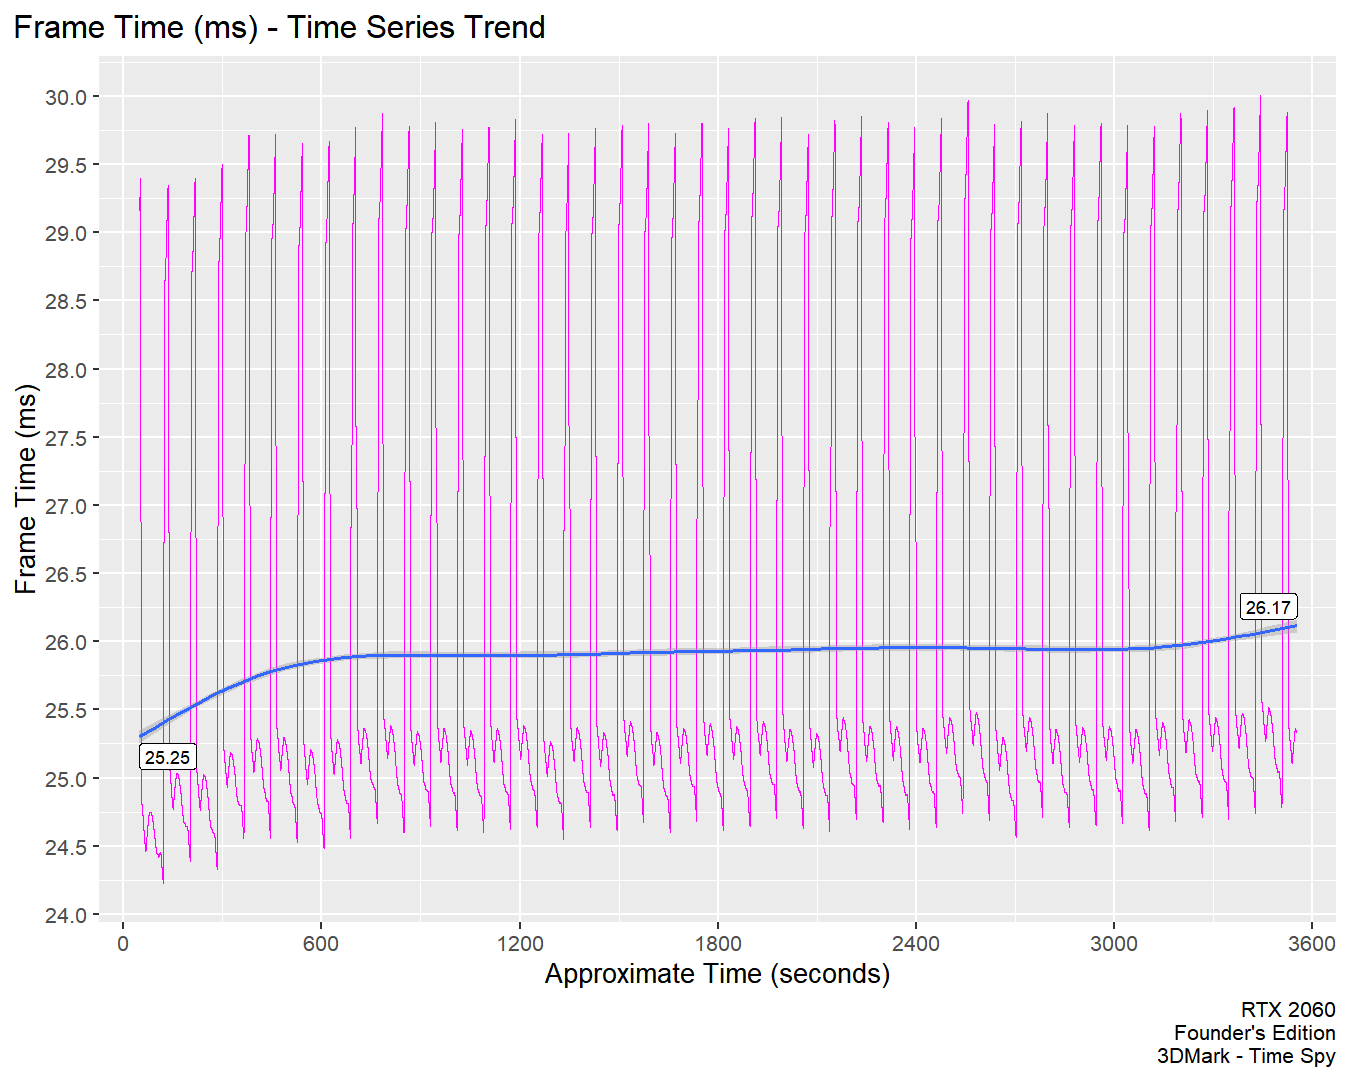 Frame Time (ms) - Time Series Trend
Frame Time (ms)
30.0
29.5
29.0
28.5
28.0
27.5
27.0
26.5
26.0
25.5
25.0
24.5
24.0
26.17
25.25
0 600 1200 1800 2400 3000 3600
Approximate Time (seconds)
RTX 2060
Founder's Edition
3DMark - Time Spy